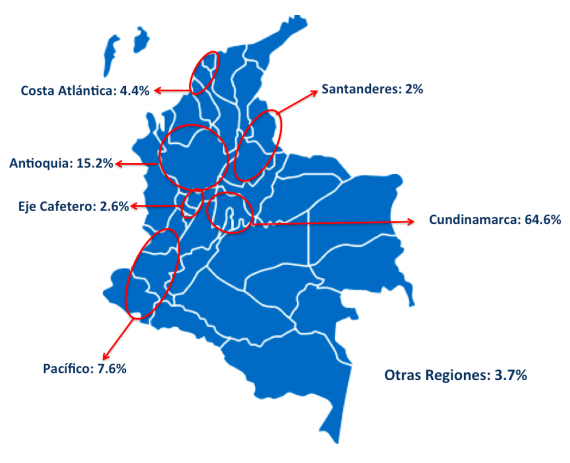 Costa Atlántica: 4.4%
Santanderes: 2%
Antioquia: 15.2%
Eje Cafetero: 2.6%
Cundinamarca: 64.6%
Pacífico: 7.6%
Otras Regiones: 3.7%